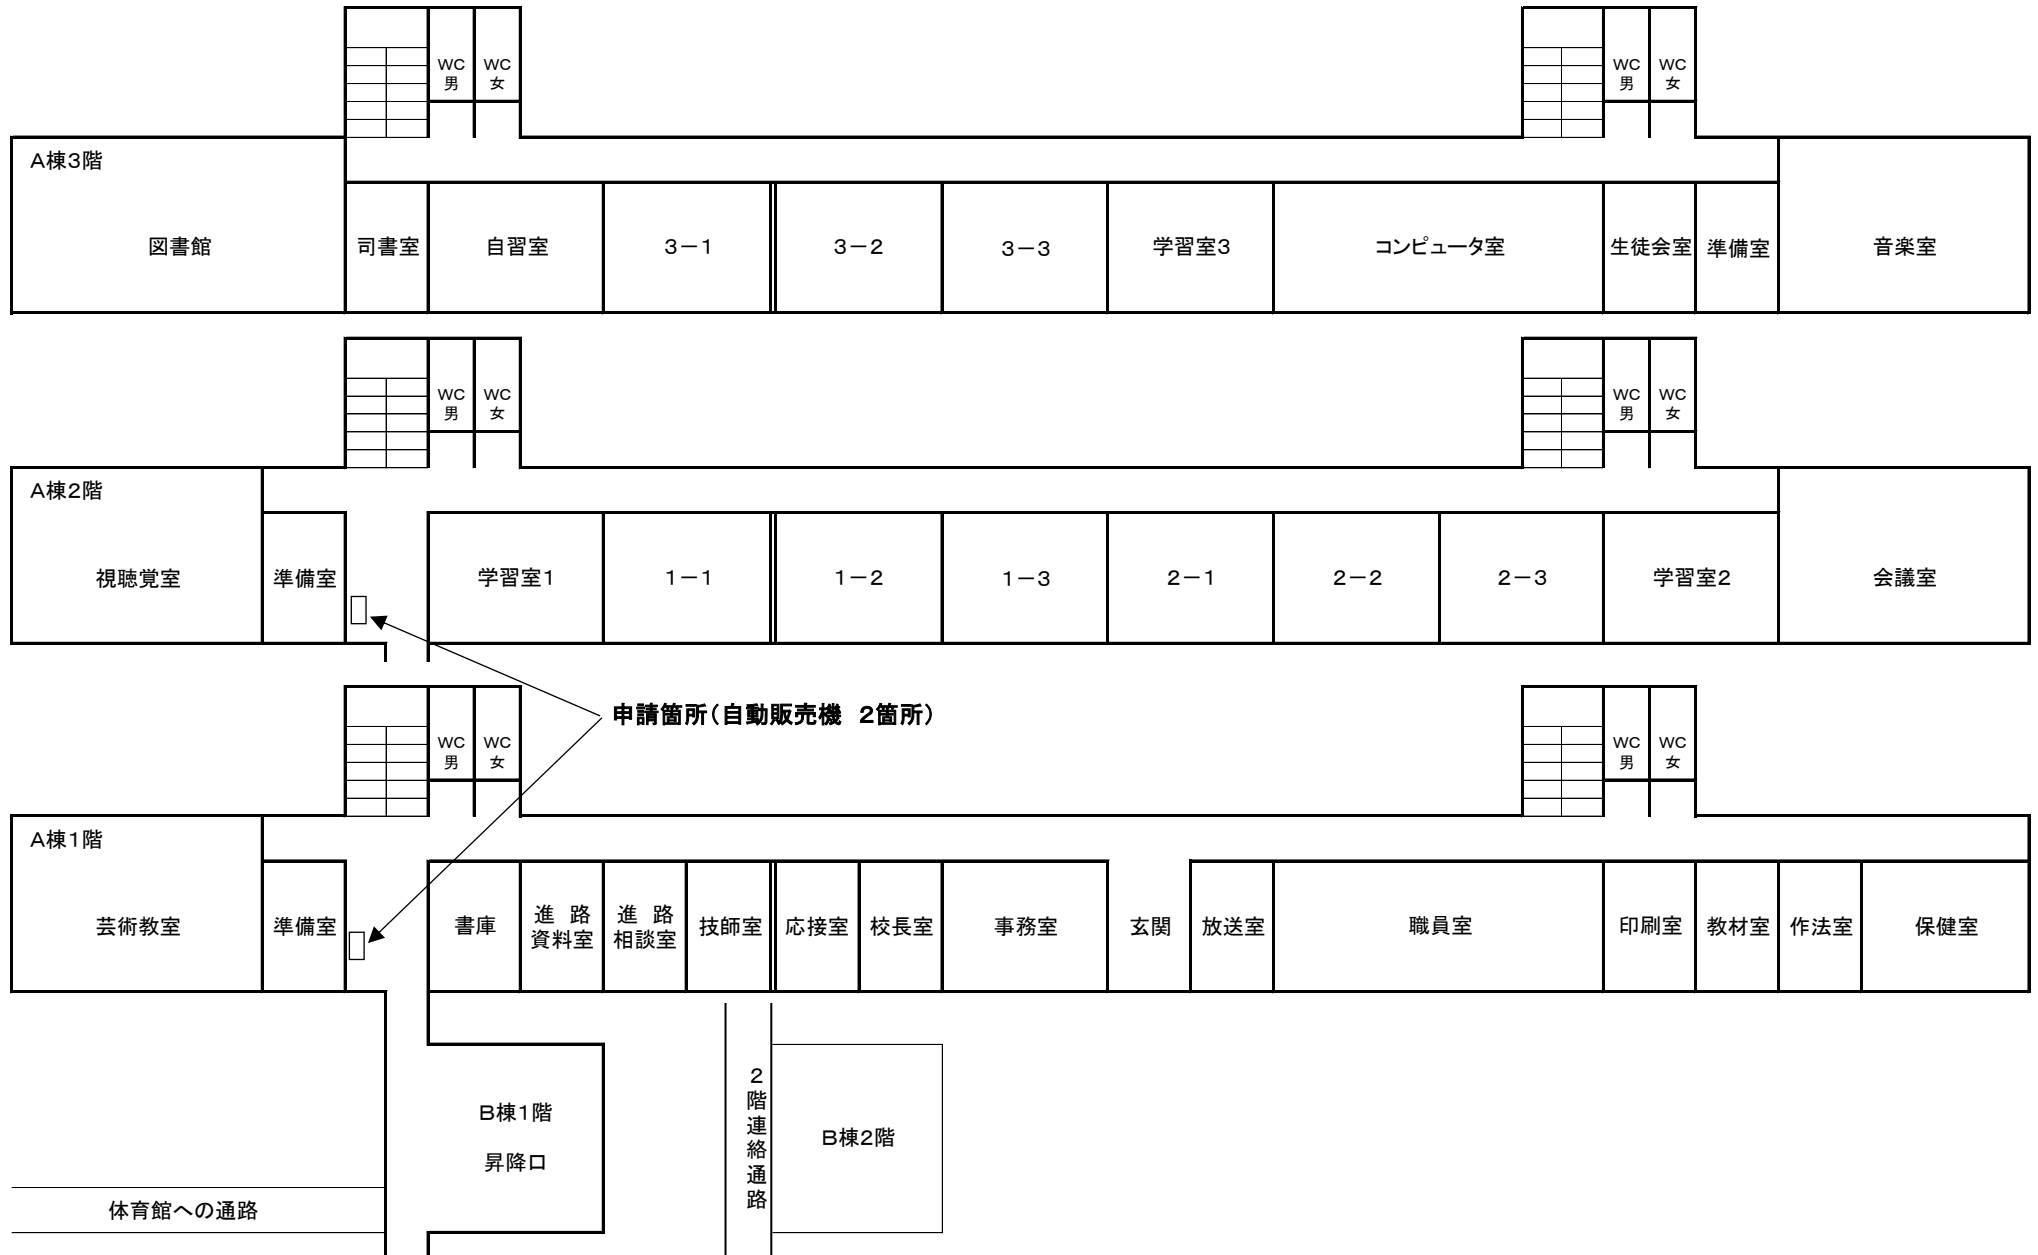 WC
男
WC
女
WC
男
WC
女
A棟3階
図書館
司書室
自習室
3－1
3－2
3－3
学習室3
コンピュータ室
生徒会室
準備室
音楽室
WC
男
WC
女
WC
男
WC
女
A棟2階
視聴覚室
準備室
学習室1
1－1
1－2
1－3
2－1
2－2
2－3
学習室2
会議室
申請箇所（自動販売機　2箇所）
WC
男
WC
女
WC
男
WC
女
A棟1階
芸術教室
準備室
書庫
進　路
資料室
進　路
相談室
技師室
応接室
校長室
事務室
玄関
放送室
職員室
印刷室
教材室
作法室
保健室
B棟1階
昇降口
2階連絡通路
B棟2階
体育館への通路